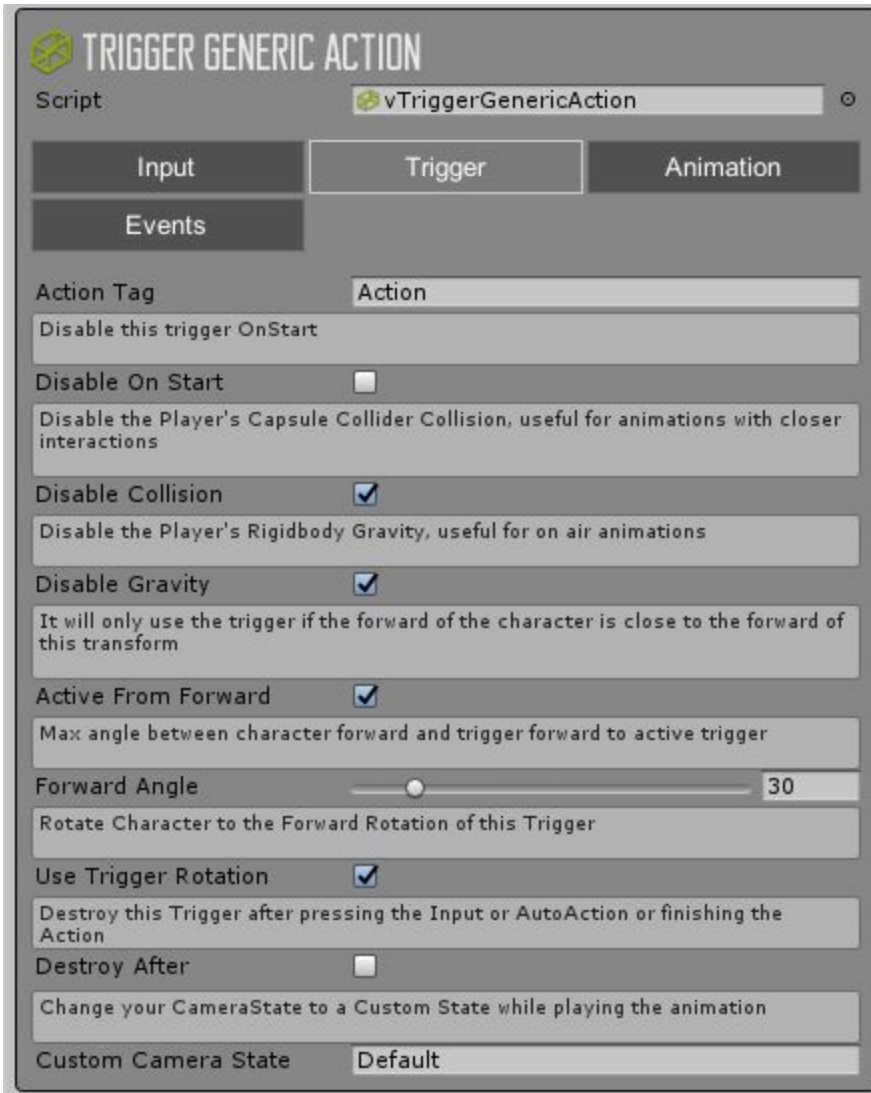 TRIGGER GENERIC ACTION
Script vTriggerGenericAction
Input Trigger Animation
Events
Action Tag Action
Disable this trigger OnStart
Disable On Start
Disable the Player's Capsule Collider Collision, useful for animations with closer
interactions
Disable Collision
Disable the Player's Rigidbody Gravity, useful for on air animations
Disable Gravity
It will only use the trigger if the forward of the character is close to the forward of
this transform
Active From Forward
Max angle between character forward and trigger forward to active trigger
Forward Angle 30
Rotate Character to the Forward Rotation of this Trigger
Use Trigger Rotation
Destroy this Trigger after pressing the Input or AutoAction or finishing the
Action
Destroy After
Change your CameraState to a Custom State while playing the animation
Custom Camera State Default